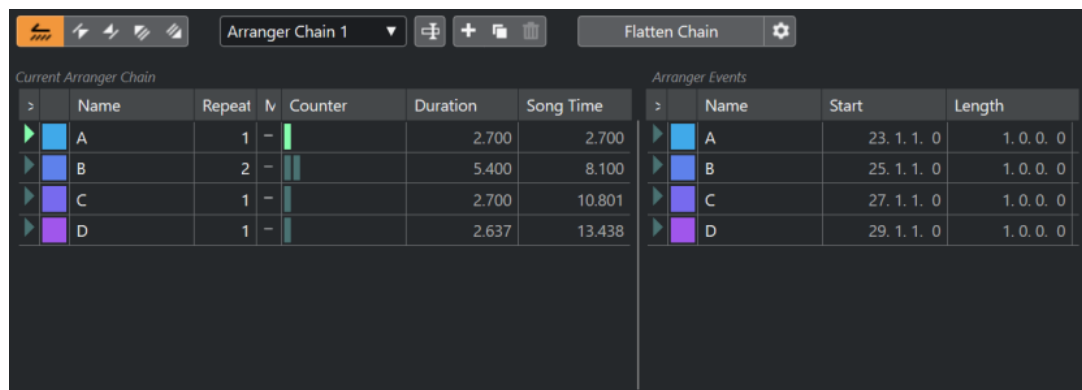 Arranger Chain 1 Flatten Chain
Current Arranger Chain Arranger Events
Name Repeat M Counter Duration Song Time Name Start Length
A 1 – 2.700 2.700 A 23. 1. 1. 0 1. 0. 0. 0
B 2 – 5.400 8.100 B 25. 1. 1. 0 1. 0. 0. 0
C 1 – 2.700 10.801 C 27. 1. 1. 0 1. 0. 0. 0
D 1 – 2.637 13.438 D 29. 1. 1. 0 1. 0. 0. 0